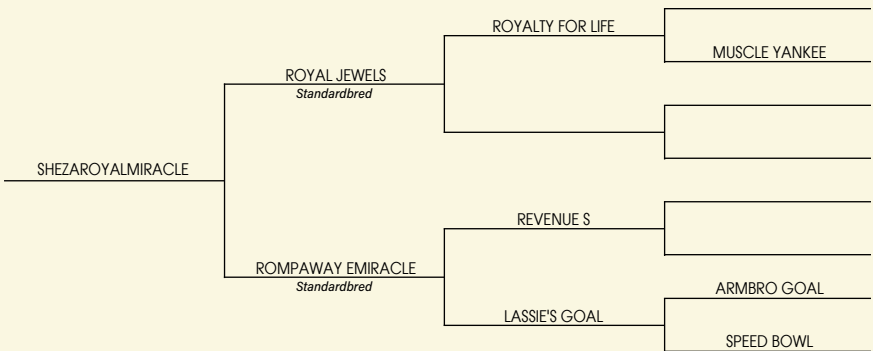 ROYALTY FOR LIFE
MUSCLE YANKEE
ROYAL JEWELS
Standardbred
SHEZAROYALMIRACLE
REVENUE S
ROMPAWAY EMIRACLE
Standardbred
ARMBRO GOAL
LASSIE'S GOAL
SPEED BOWL